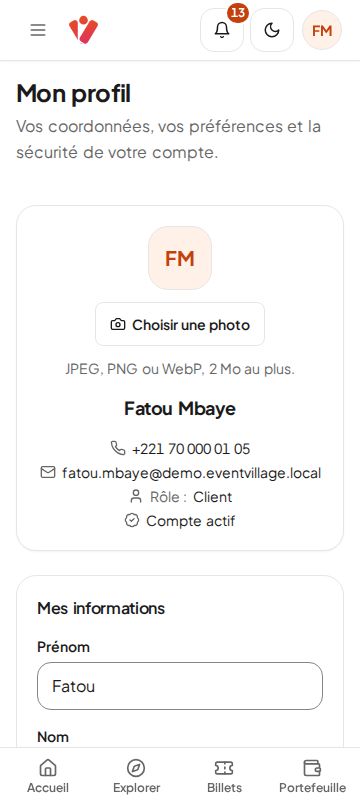 13
FM
Mon profil
Vos coordonnées, vos préférences et la
sécurité de votre compte.
FM
Choisir une photo
JPEG, PNG ou WebP, 2 Mo au plus.
Fatou Mbaye
+221 70 000 01 05
fatou.mbaye@demo.eventvillage.local
Rôle : Client
Compte actif
Mes informations
Prénom
Fatou
Nom
Accueil
Explorer
Billets
Portefeuille